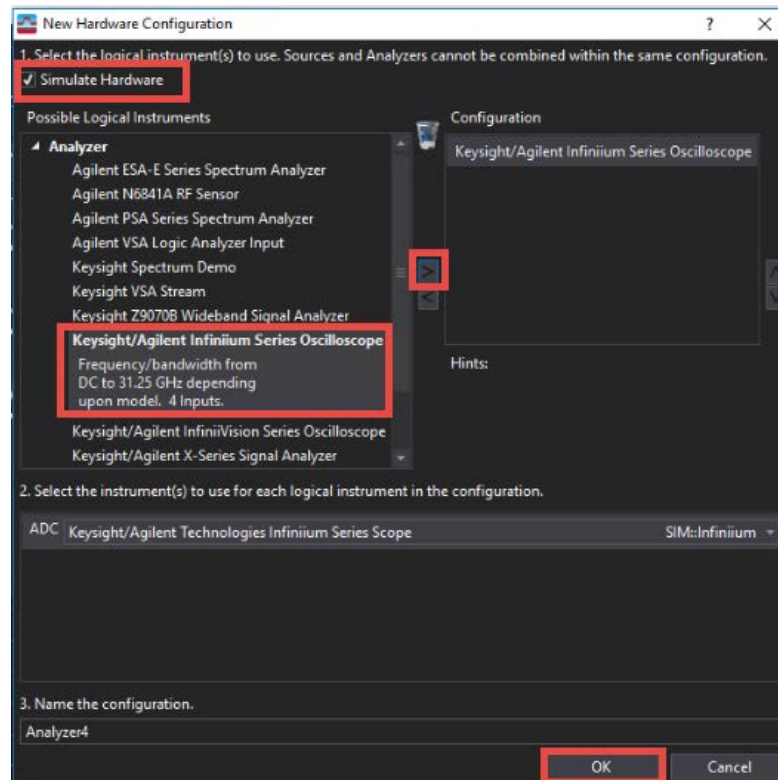 New Hardware Configuration
1. Select the logical instrument(s) to use. Sources and Analyzers cannot be combined within the same configuration.
Simulate Hardware
Possible Logical Instruments
Analyzer
Agilent ESA-E Series Spectrum Analyzer
Agilent N6841A RF Sensor
Agilent PSA Series Spectrum Analyzer
Agilent VSA Logic Analyzer Input
Keysight Spectrum Demo
Keysight VSA Stream
Keysight Z9070B Wideband Signal Analyzer
Keysight/Agilent Infiniium Series Oscilloscope
Frequency/bandwidth from
DC to 31.25 GHz depending
upon model. 4 Inputs.
Keysight/Agilent InfiniiVision Series Oscilloscope
Keysight/Agilent X-Series Signal Analyzer
>
<
Configuration
Keysight/Agilent Infiniium Series Oscilloscope
Hints:
2. Select the instrument(s) to use for each logical instrument in the configuration.
ADC Keysight/Agilent Technologies Infiniium Series Scope SIM::Infiniium
3. Name the configuration.
Analyzer4
OK Cancel